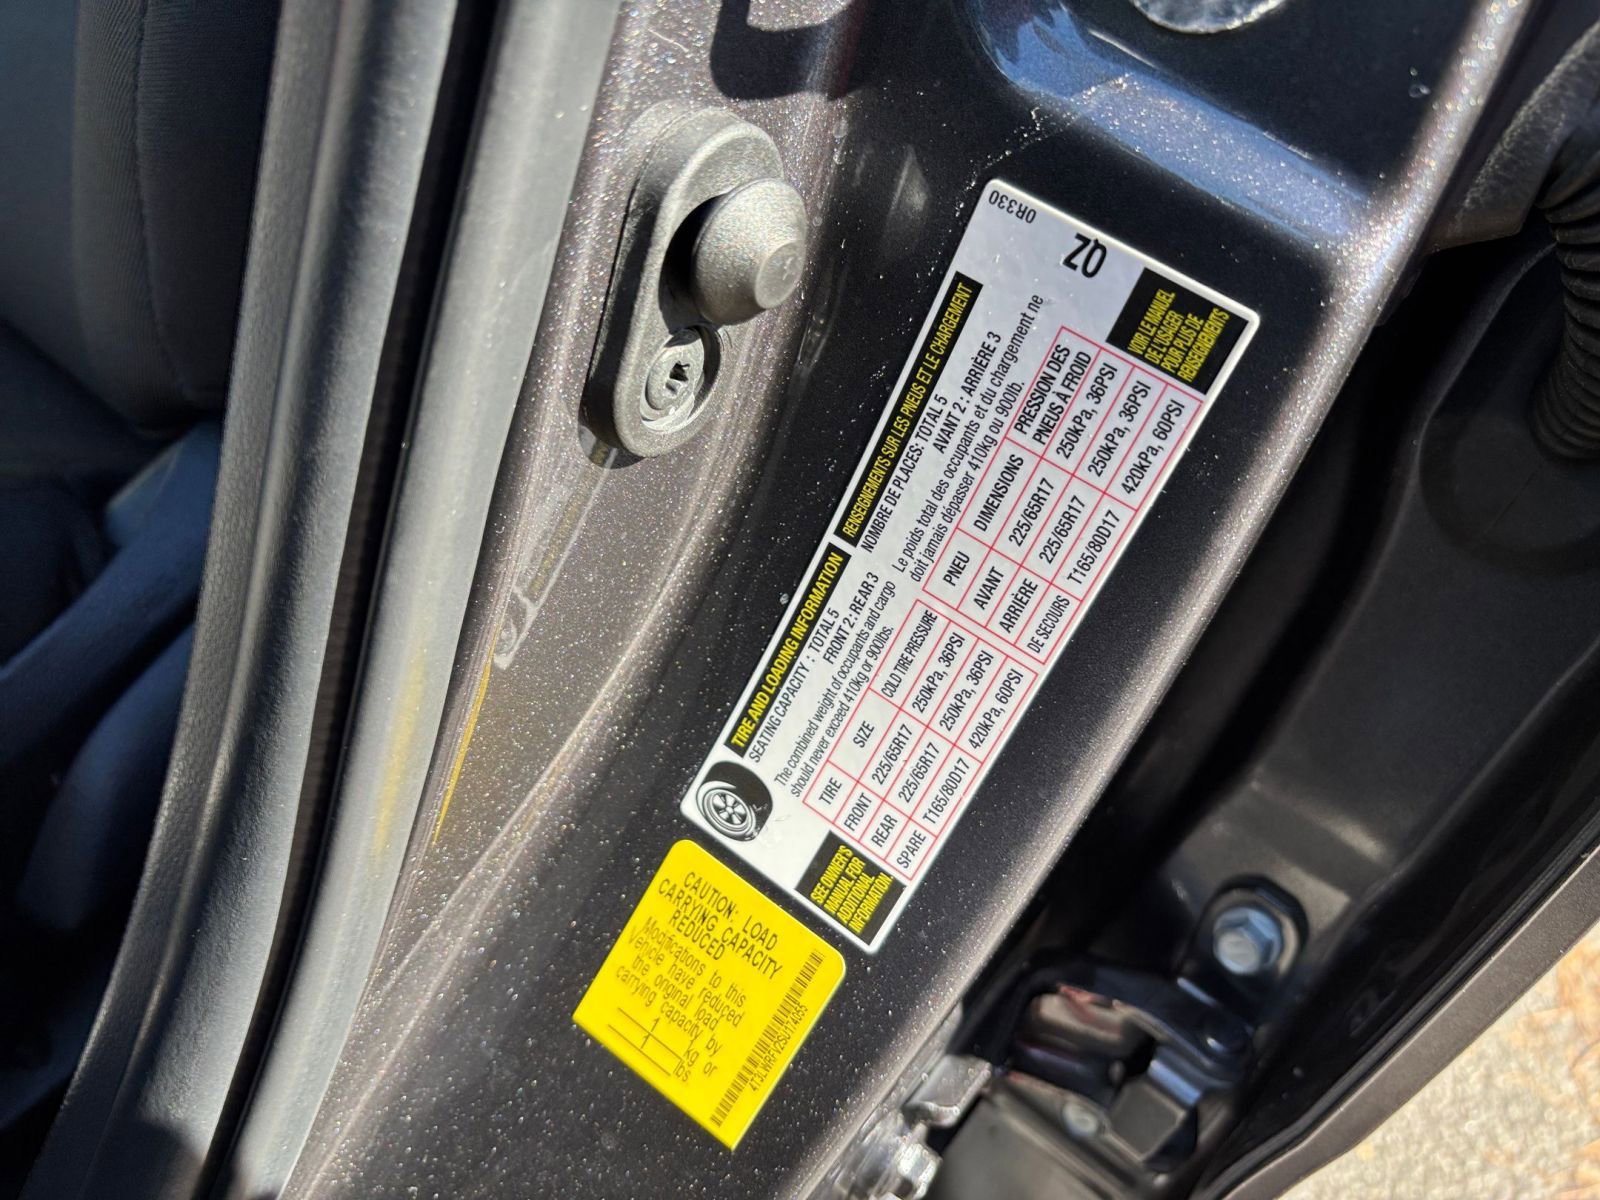 0R330
ZQ
TIRE AND LOADING INFORMATION
SEATING CAPACITY : TOTAL 5
FRONT 2: REAR 3
The combined weight of occupants and cargo
should never exceed 410kg or 900lbs.
TIRE SIZE COLD TIRE PRESSURE
FRONT 225/65R17 250kPa, 36PSI
REAR 225/65R17 250kPa, 36PSI
SPARE T165/80D17 420kPa, 60PSI
SEE OWNER'S
MANUAL FOR
ADDITIONAL
INFORMATION.
RENSEIGNEMENTS SUR LES PNEUS ET LE CHARGEMENT
NOMBRE DE PLACES: TOTAL 5
AVANT 2 : ARRIÈRE 3
Le poids total des occupants et du chargement ne
doit jamais dépasser 410kg ou 900lb.
PNEU DIMENSIONS PRESSION DES
PNEUS À FROID
AVANT 225/65R17 250kPa, 36PSI
ARRIÈRE 225/65R17 250kPa, 36PSI
DE SECOURS T165/80D17 420kPa, 60PSI
VOIR LE MANUEL
DE L'USAGER
POUR PLUS DE
RENSEIGNEMENTS
CAUTION: LOAD
CARRYING CAPACITY
REDUCED
Modifications to this
Vehicle have reduced
the original load
carrying capacity by
1 kg or
1 lbs.
4T3LWRFV2SU174055